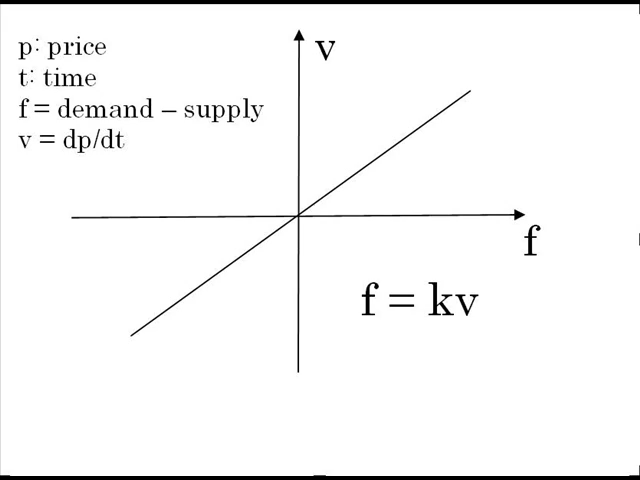 p: price
t: time
f = demand – supply
v = dp/dt
v
f
f = kv